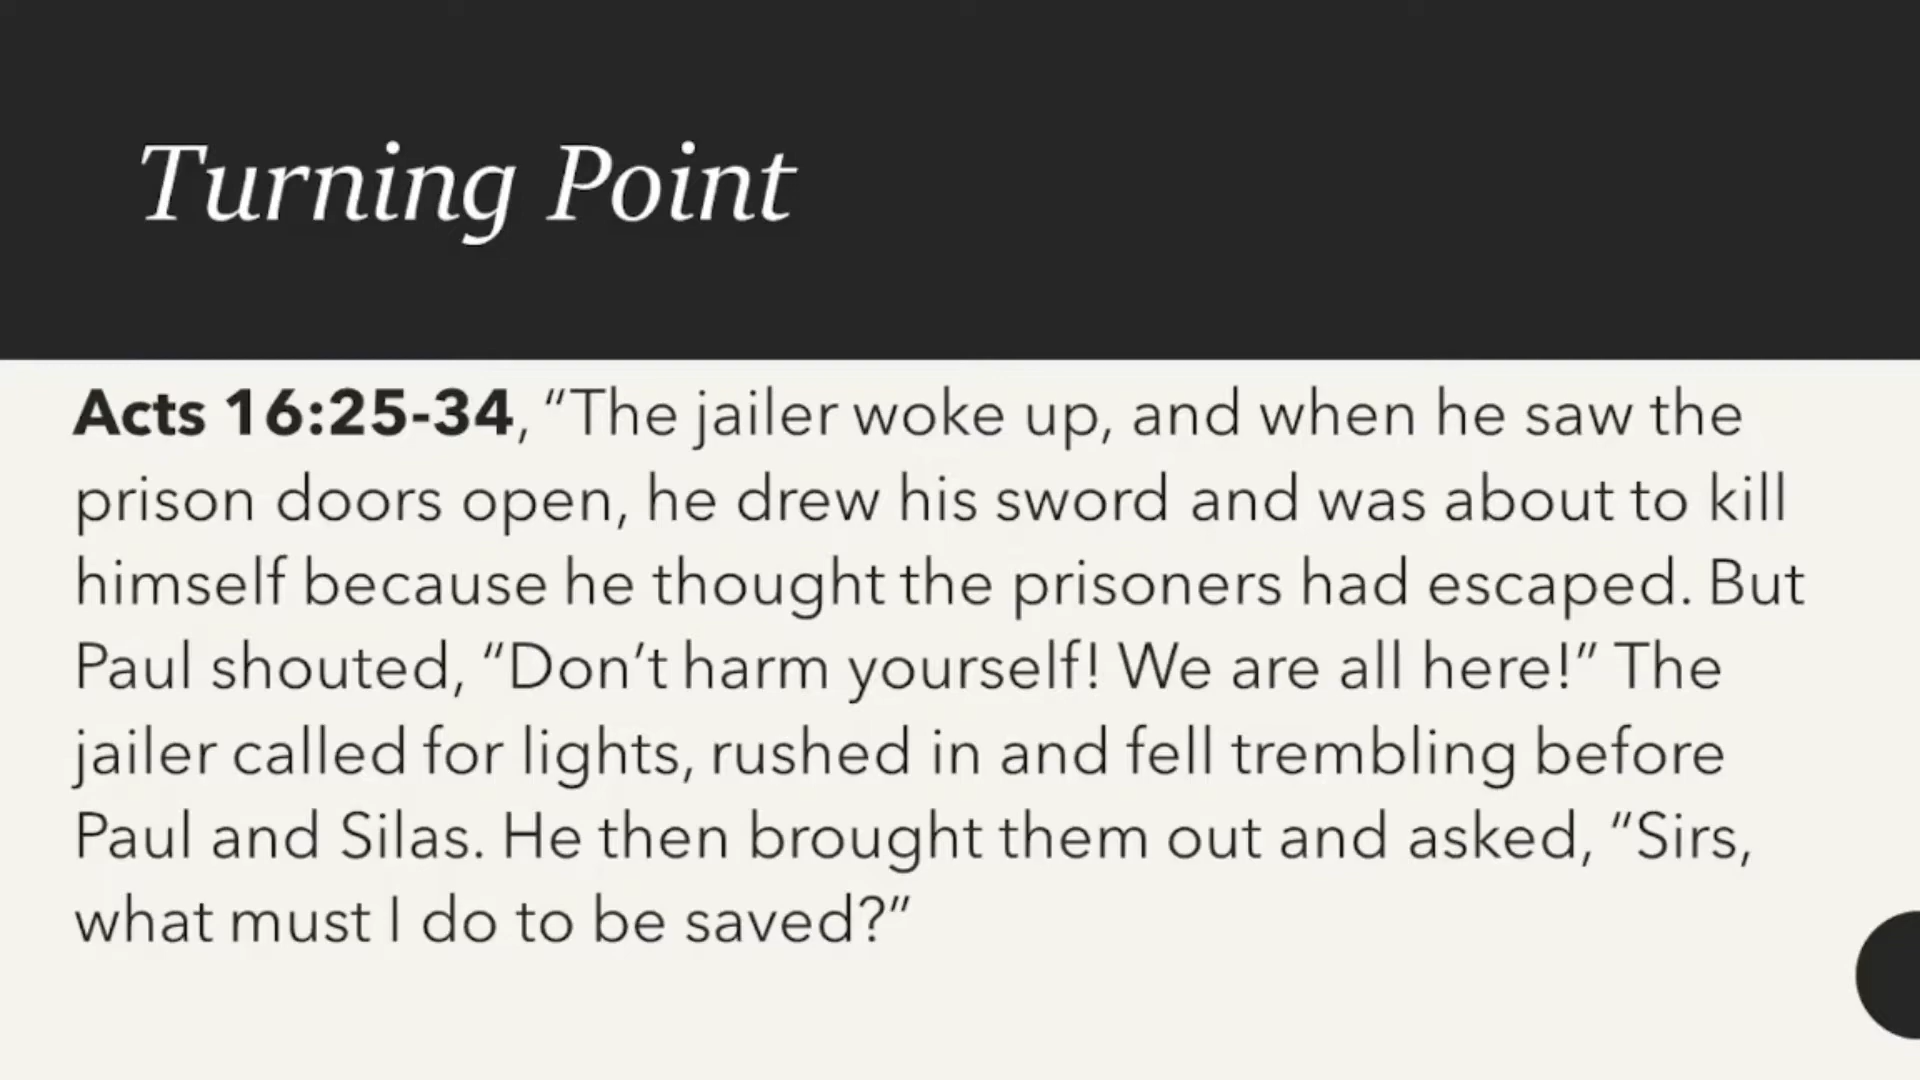 Turning Point
Acts 16:25-34, “The jailer woke up, and when he saw the
prison doors open, he drew his sword and was about to kill
himself because he thought the prisoners had escaped. But
Paul shouted, “Don’t harm yourself! We are all here!” The
jailer called for lights, rushed in and fell trembling before
Paul and Silas. He then brought them out and asked, “Sirs,
what must I do to be saved?”